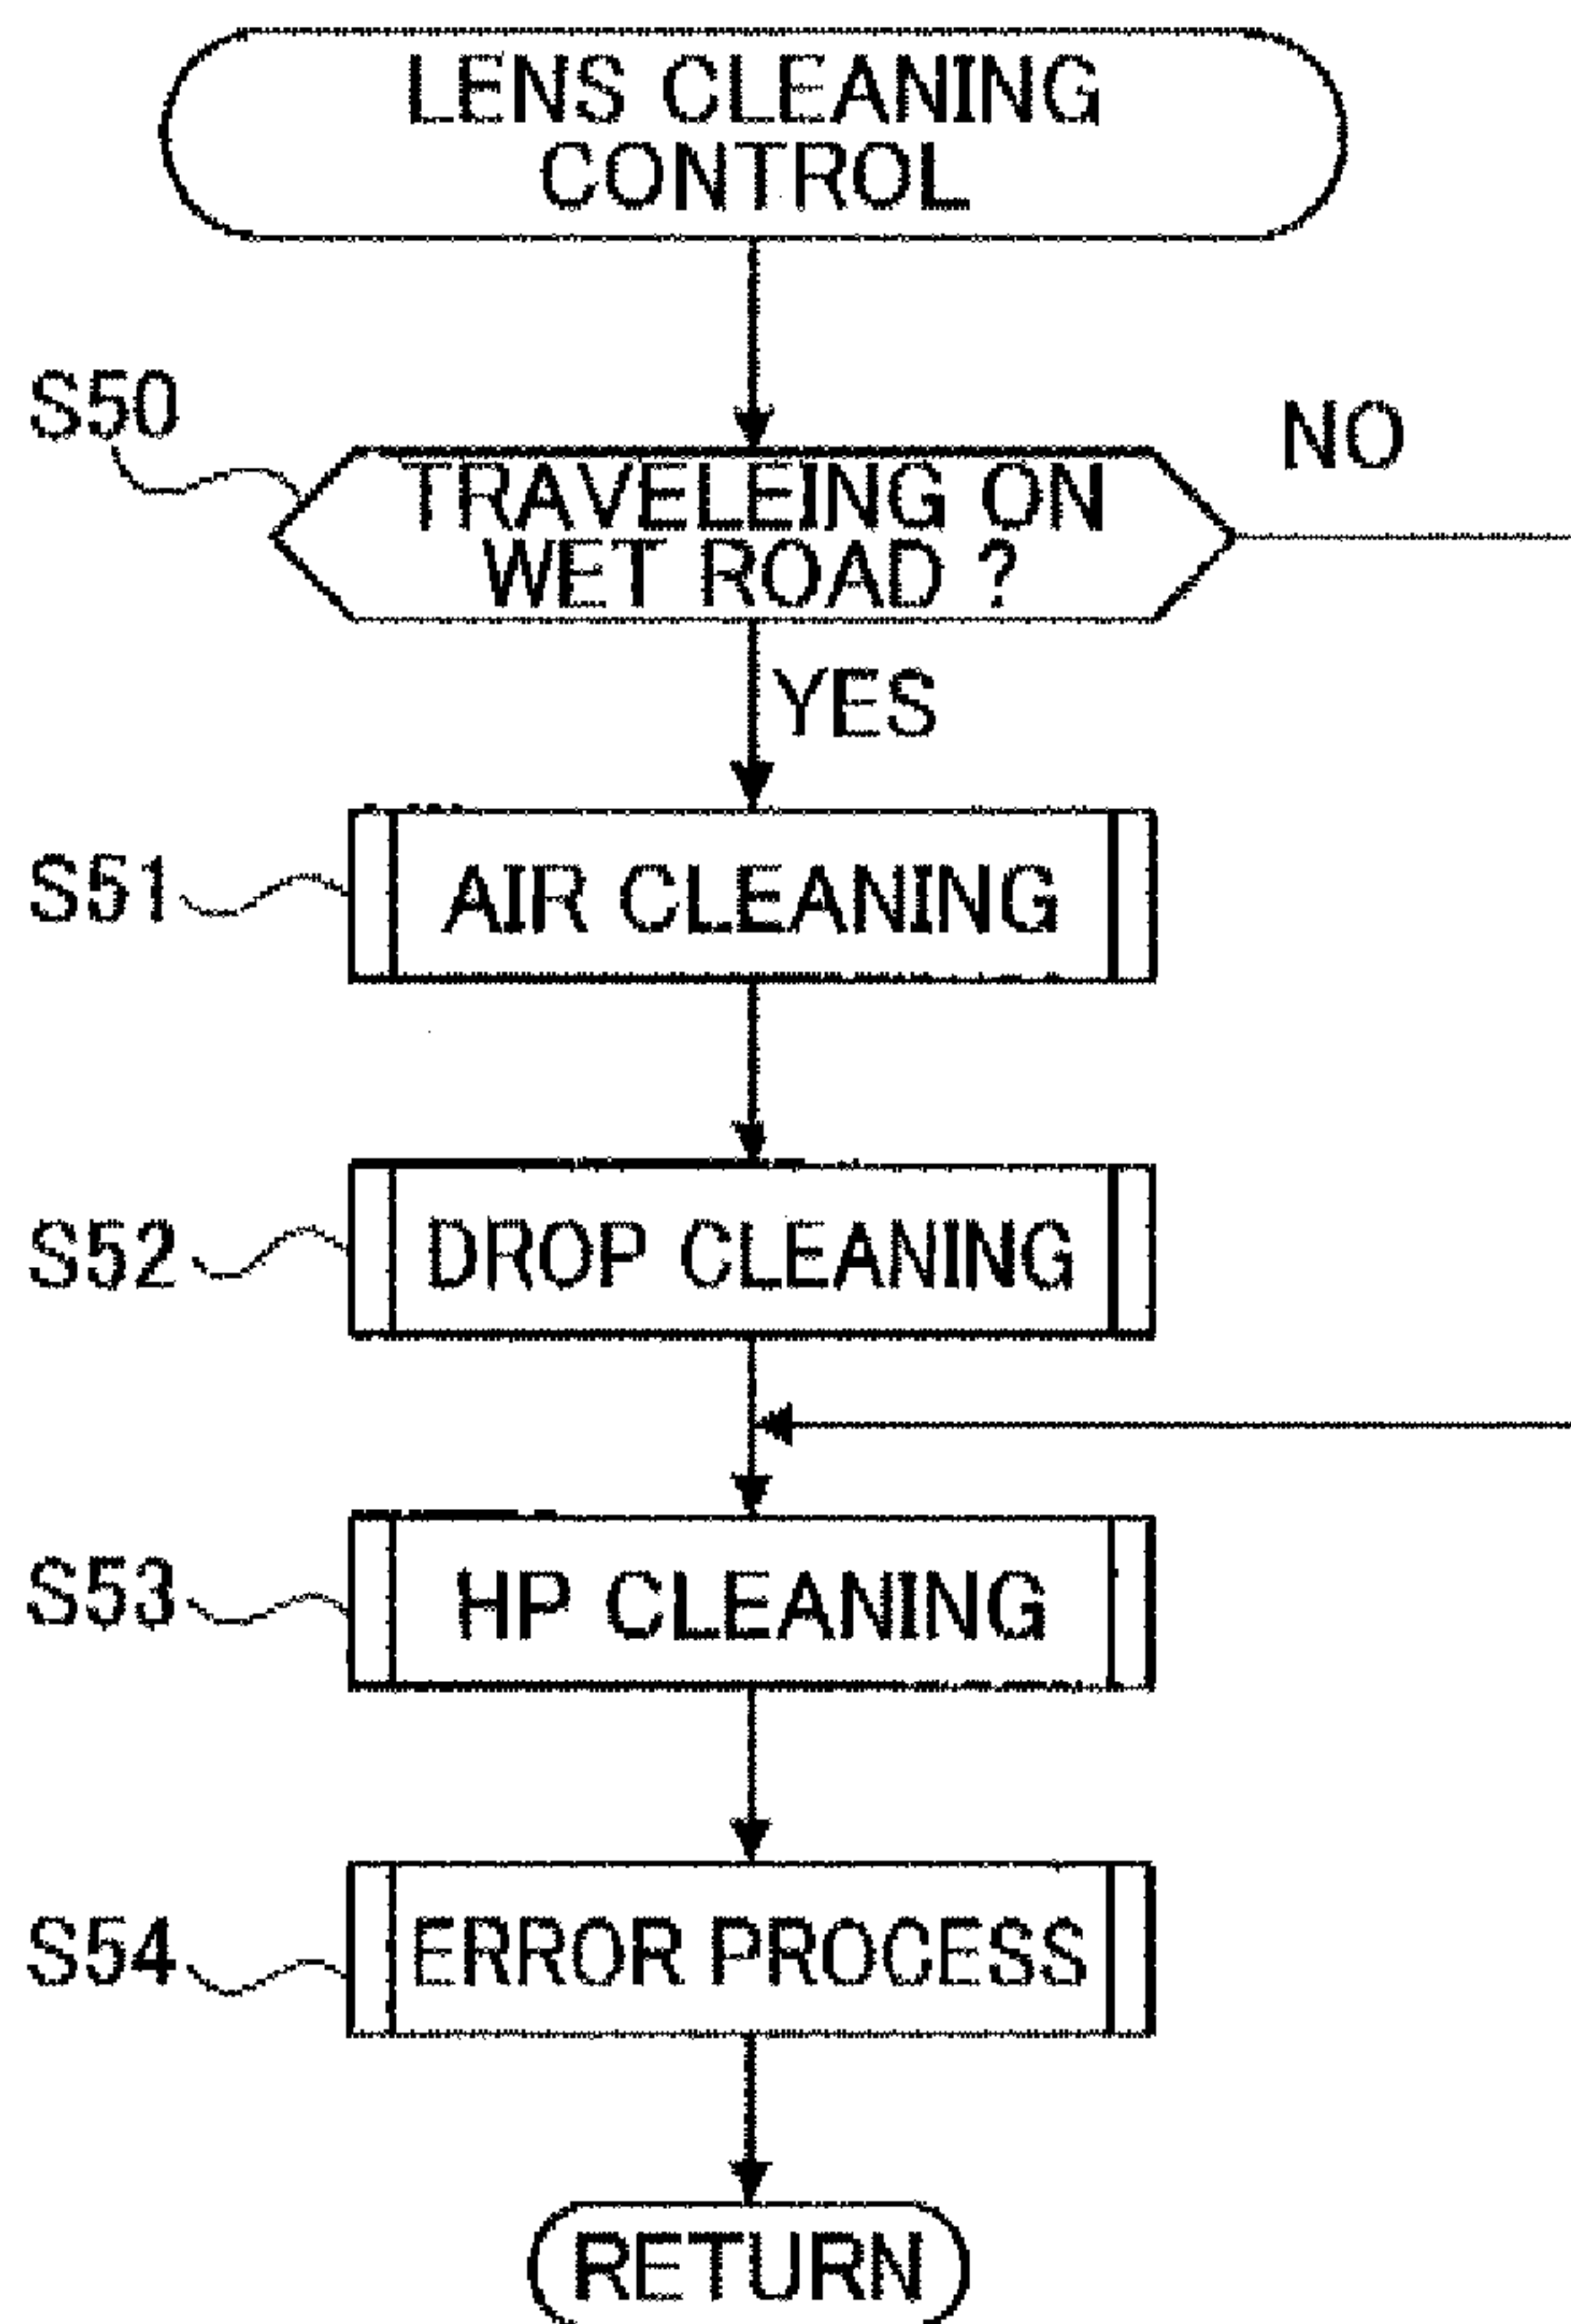 LENS CLEANING
CONTROL
S50
NO
TRAVELEING ON
WET ROAD ?
YES
S51
AIR CLEANING
S52
DROP CLEANING
S53
HP CLEANING
S54
ERROR PROCESS
RETURN